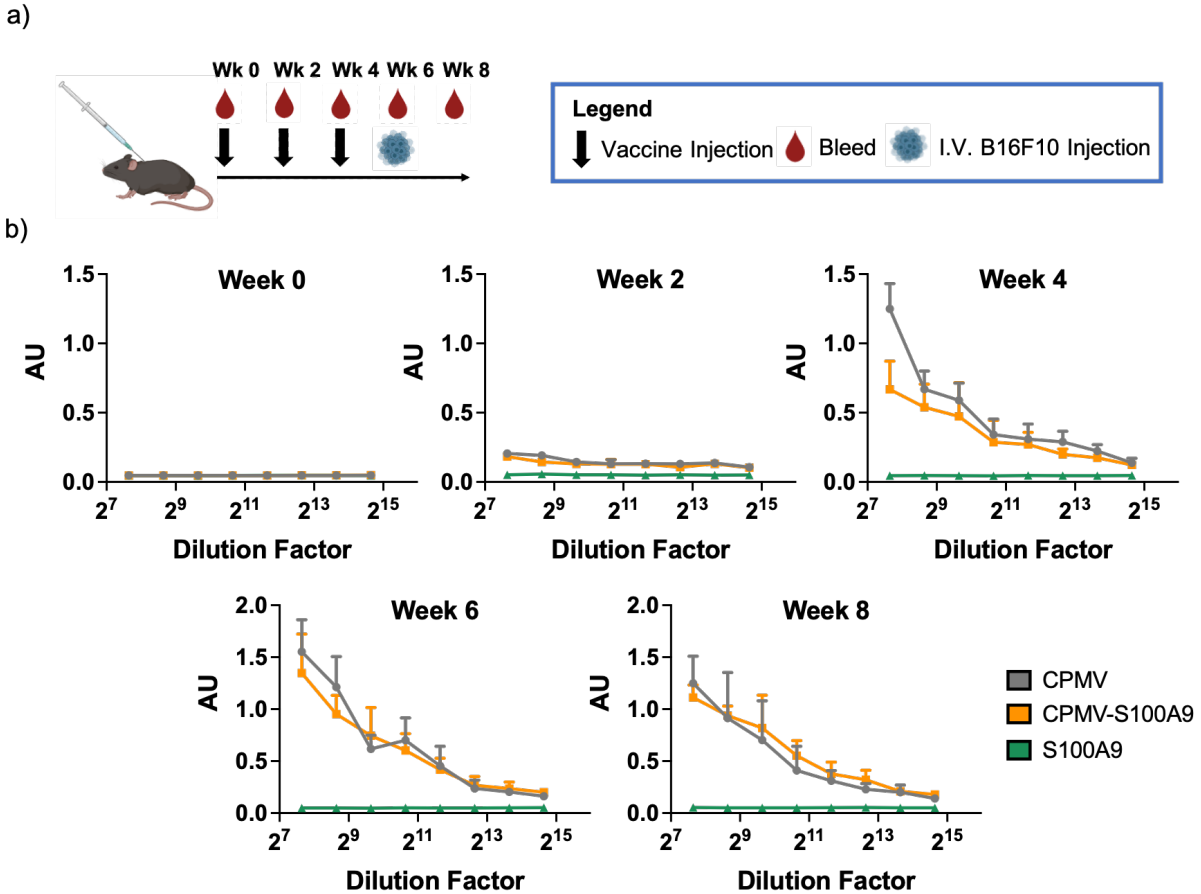 a)
Wk 0 Wk 2 Wk 4 Wk 6 Wk 8
Legend
Vaccine Injection Bleed I.V. B16F10 Injection
b)
Week 0
AU
1.5
1.0
0.5
0.0
2^7 2^9 2^11 2^13 2^15
Dilution Factor
Week 2
AU
1.5
1.0
0.5
0.0
2^7 2^9 2^11 2^13 2^15
Dilution Factor
Week 4
AU
1.5
1.0
0.5
0.0
2^7 2^9 2^11 2^13 2^15
Dilution Factor
Week 6
AU
2.0
1.5
1.0
0.5
0.0
2^7 2^9 2^11 2^13 2^15
Dilution Factor
Week 8
AU
2.0
1.5
1.0
0.5
0.0
2^7 2^9 2^11 2^13 2^15
Dilution Factor
CPMV
CPMV-S100A9
S100A9